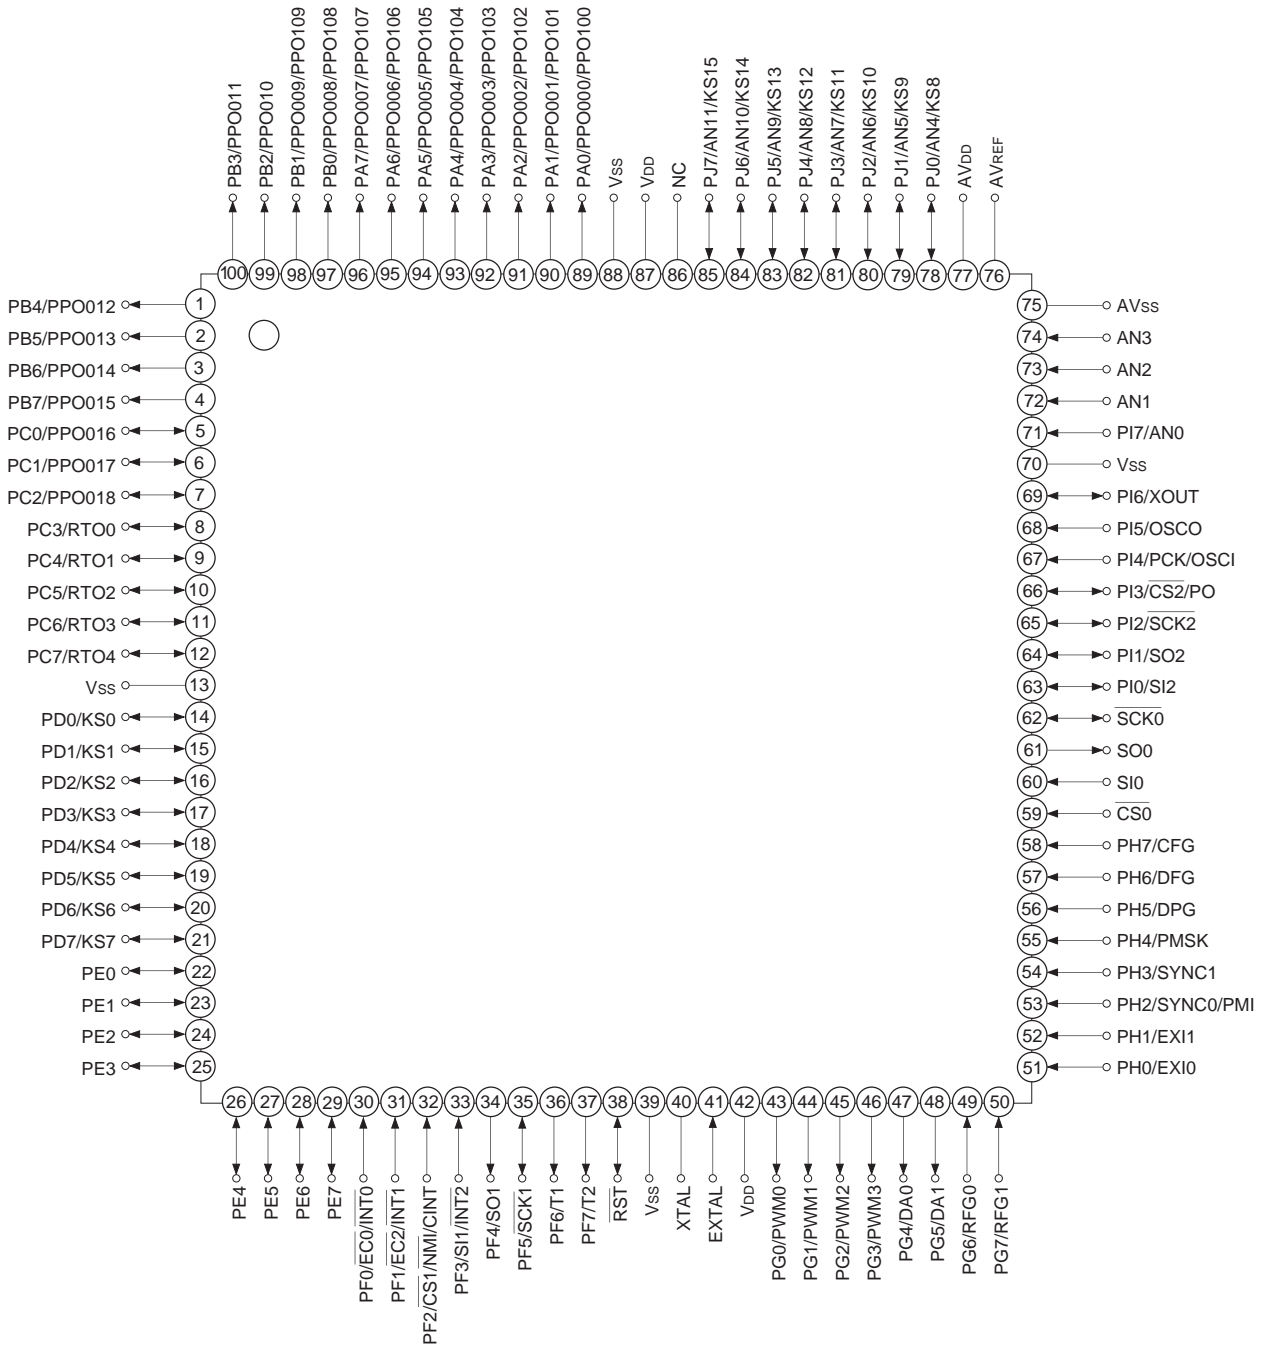 PB3/PPO011
PB2/PPO010
PB1/PPO009/PPO109
PB0/PPO008/PPO108
PA7/PPO007/PPO107
PA6/PPO006/PPO106
PA5/PPO005/PPO105
PA4/PPO004/PPO104
PA3/PPO003/PPO103
PA2/PPO002/PPO102
PA1/PPO001/PPO101
PA0/PPO000/PPO100
Vss
VDD
NC
PJ7/AN11/KS15
PJ6/AN10/KS14
PJ5/AN9/KS13
PJ4/AN8/KS12
PJ3/AN7/KS11
PJ2/AN6/KS10
PJ1/AN5/KS9
PJ0/AN4/KS8
AVDD
AVREF
100 99 98 97 96 95 94 93 92 91 90 89 88 87 86 85 84 83 82 81 80 79 78 77 76
PB4/PPO012 1
PB5/PPO013 2
PB6/PPO014 3
PB7/PPO015 4
PC0/PPO016 5
PC1/PPO017 6
PC2/PPO018 7
PC3/RTO0 8
PC4/RTO1 9
PC5/RTO2 10
PC6/RTO3 11
PC7/RTO4 12
Vss 13
PD0/KS0 14
PD1/KS1 15
PD2/KS2 16
PD3/KS3 17
PD4/KS4 18
PD5/KS5 19
PD6/KS6 20
PD7/KS7 21
PE0 22
PE1 23
PE2 24
PE3 25
75 AVss
74 AN3
73 AN2
72 AN1
71 PI7/AN0
70 Vss
69 PI6/XOUT
68 PI5/OSCO
67 PI4/PCK/OSCI
66 PI3/C̅S̅2̅/PO
65 PI2/S̅C̅K̅2̅
64 PI1/SO2
63 PI0/SI2
62 S̅C̅K̅0̅
61 SO0
60 SI0
59 C̅S̅0̅
58 PH7/CFG
57 PH6/DFG
56 PH5/DPG
55 PH4/PMSK
54 PH3/SYNC1
53 PH2/SYNC0/PMI
52 PH1/EXI1
51 PH0/EXI0
26 27 28 29 30 31 32 33 34 35 36 37 38 39 40 41 42 43 44 45 46 47 48 49 50
PE4
PE5
PE6
PE7
PF0/E̅C̅0̅/I̅N̅T̅0̅
PF1/E̅C̅2̅/I̅N̅T̅1̅
PF2/C̅S̅1̅/N̅M̅I̅/CINT
PF3/SI1/I̅N̅T̅2̅
PF4/SO1
PF5/S̅C̅K̅1̅
PF6/T1
PF7/T2
R̅S̅T̅
Vss
XTAL
EXTAL
VDD
PG0/PWM0
PG1/PWM1
PG2/PWM2
PG3/PWM3
PG4/DA0
PG5/DA1
PG6/RFG0
PG7/RFG1